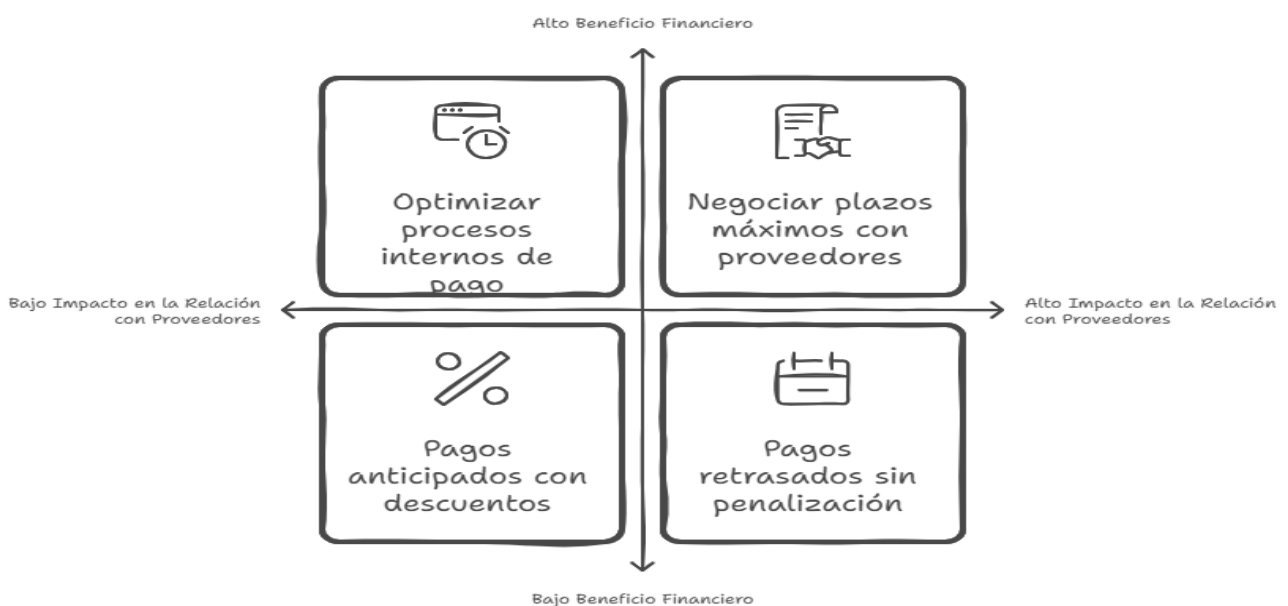 Alto Beneficio Financiero
Optimizar
procesos
internos de
pago
Negociar plazos
máximos con
proveedores
Bajo Impacto en la Relación
con Proveedores
Alto Impacto en la Relación
con Proveedores
Pagos
anticipados con
descuentos
Pagos
retrasados sin
penalización
Bajo Beneficio Financiero